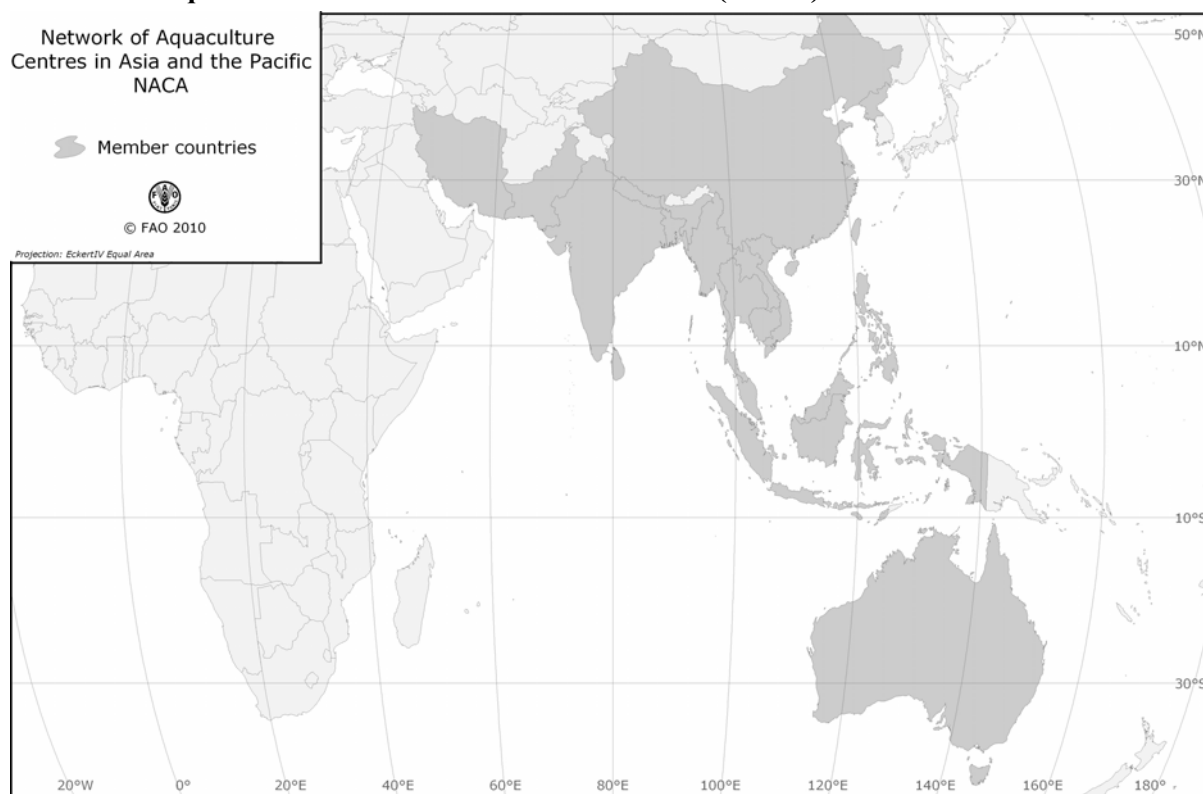 Network of Aquaculture
Centres in Asia and the Pacific
NACA
Member countries
FAO
© FAO 2010
Projection: EckertIV Equal Area
50°N
30°N
10°N
10°S
30°S
20°W
0°
20°E
40°E
60°E
80°E
100°E
120°E
140°E
160°E
180°